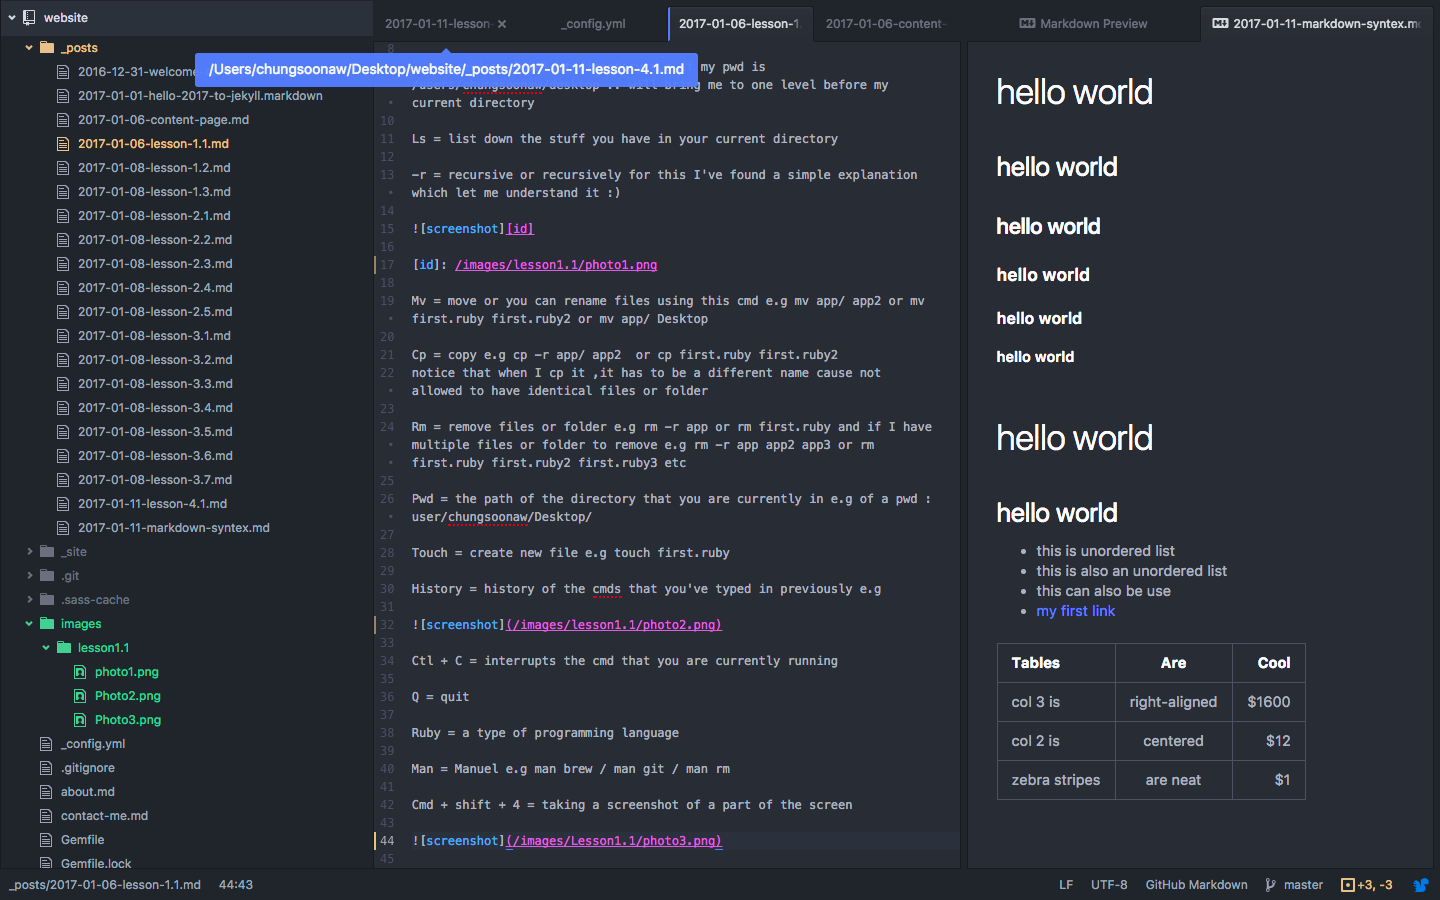 website
_posts
2016-12-31-welcome
2017-01-01-hello-2017-to-jekyll.markdown
2017-01-06-content-page.md
2017-01-06-lesson-1.1.md
2017-01-08-lesson-1.2.md
2017-01-08-lesson-1.3.md
2017-01-08-lesson-2.1.md
2017-01-08-lesson-2.2.md
2017-01-08-lesson-2.3.md
2017-01-08-lesson-2.4.md
2017-01-08-lesson-2.5.md
2017-01-08-lesson-3.1.md
2017-01-08-lesson-3.2.md
2017-01-08-lesson-3.3.md
2017-01-08-lesson-3.4.md
2017-01-08-lesson-3.5.md
2017-01-08-lesson-3.6.md
2017-01-08-lesson-3.7.md
2017-01-11-lesson-4.1.md
2017-01-11-markdown-syntex.md
_site
.git
.sass-cache
images
lesson1.1
photo1.png
Photo2.png
Photo3.png
_config.yml
.gitignore
about.md
contact-me.md
Gemfile
Gemfile.lock
2017-01-11-lesson- ×
_config.yml
2017-01-06-lesson-1.
2017-01-06-content-
Markdown Preview
2017-01-11-markdown-syntex.mc
/Users/chungsoonaw/Desktop/website/_posts/2017-01-11-lesson-4.1.md
8
my pwd is
/users/chungsoonaw/desktop .. will bring me to one level before my
current directory
10
11 Ls = list down the stuff you have in your current directory
12
13 -r = recursive or recursively for this I've found a simple explanation
• which let me understand it :)
14
15 ![screenshot][id]
16
17 [id]: /images/lesson1.1/photo1.png
18
19 Mv = move or you can rename files using this cmd e.g mv app/ app2 or mv
• first.ruby first.ruby2 or mv app/ Desktop
20
21 Cp = copy e.g cp -r app/ app2  or cp first.ruby first.ruby2
22 notice that when I cp it ,it has to be a different name cause not
• allowed to have identical files or folder
23
24 Rm = remove files or folder e.g rm -r app or rm first.ruby and if I have
• multiple files or folder to remove e.g rm -r app app2 app3 or rm
• first.ruby first.ruby2 first.ruby3 etc
25
26 Pwd = the path of the directory that you are currently in e.g of a pwd :
• user/chungsoonaw/Desktop/
27
28 Touch = create new file e.g touch first.ruby
29
30 History = history of the cmds that you've typed in previously e.g
31
32 ![screenshot](/images/lesson1.1/photo2.png)
33
34 Ctl + C = interrupts the cmd that you are currently running
35
36 Q = quit
37
38 Ruby = a type of programming language
39
40 Man = Manuel e.g man brew / man git / man rm
41
42 Cmd + shift + 4 = taking a screenshot of a part of the screen
43
44 ![screenshot](/images/Lesson1.1/photo3.png)
45
hello world
hello world
hello world
hello world
hello world
hello world
hello world
hello world
• this is unordered list
• this is also an unordered list
• this can also be use
• my first link
Tables Are Cool
col 3 is right-aligned $1600
col 2 is centered $12
zebra stripes are neat $1
_posts/2017-01-06-lesson-1.1.md 44:43
LF UTF-8 GitHub Markdown master +3, -3